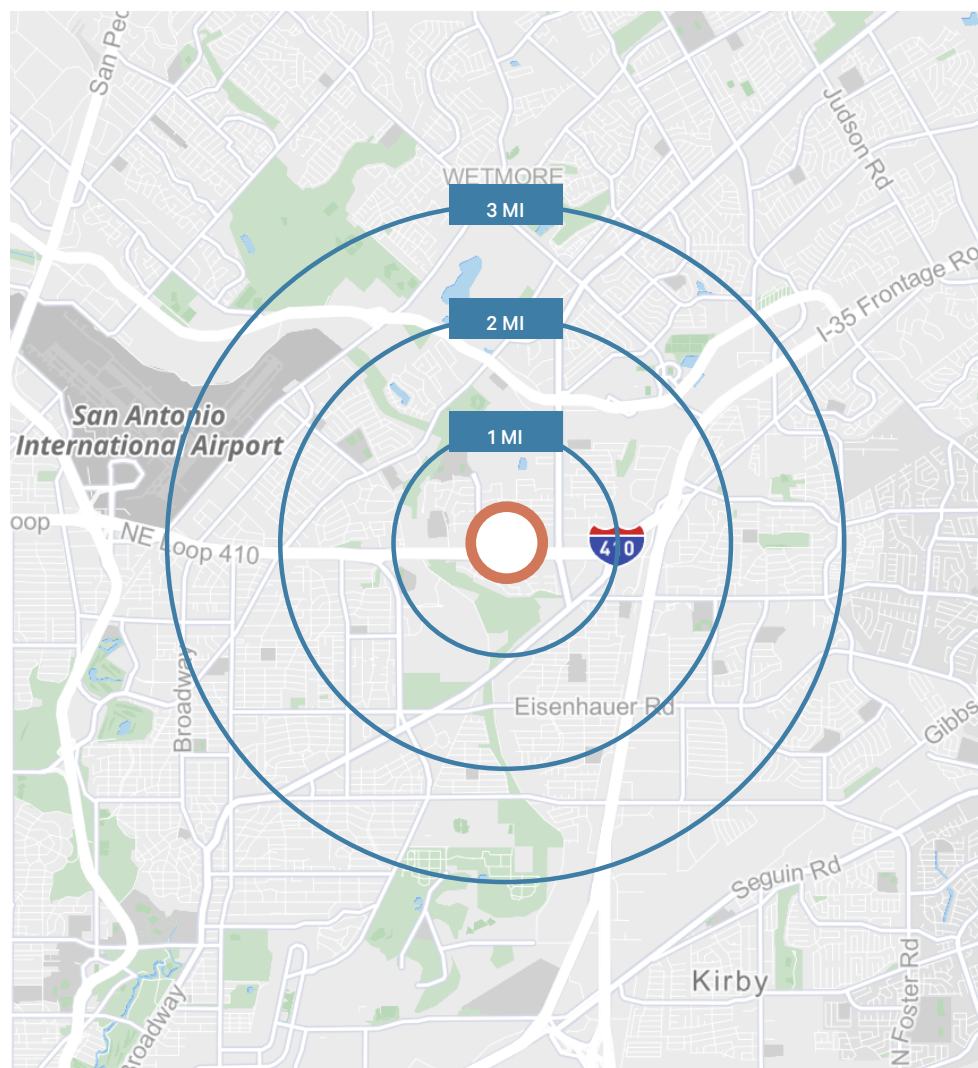 San Pec
Judson Rd
WETMORE
3 MI
I-35 Frontage Ro
2 MI
San Antonio
International Airport
1 MI
oop
NE Loop 410
410
Broadway
Eisenhauer Rd
Gibbs
Seguin Rd
Kirby
N Foster Rd
Broadway